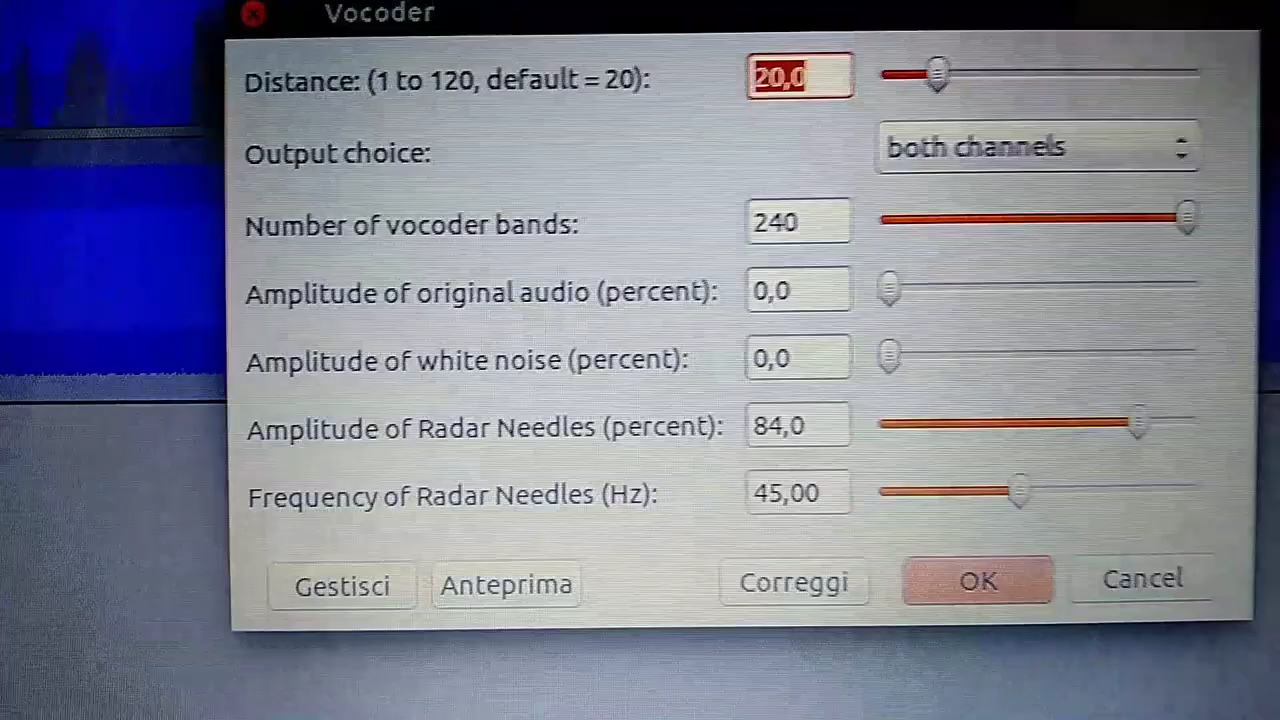 Vocoder
Distance: (1 to 120, default = 20): 20,0
Output choice: both channels
Number of vocoder bands: 240
Amplitude of original audio (percent): 0,0
Amplitude of white noise (percent): 0,0
Amplitude of Radar Needles (percent): 84,0
Frequency of Radar Needles (Hz): 45,00
Gestisci Anteprima Correggi OK Cancel